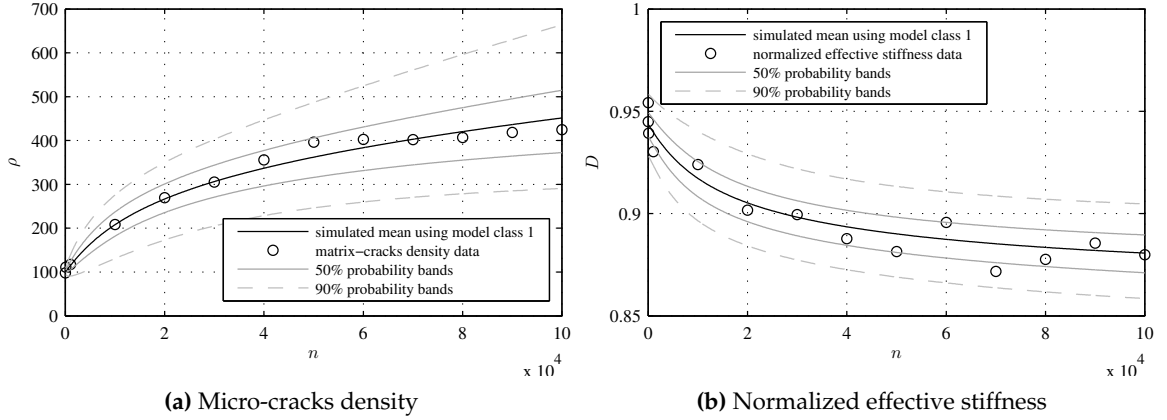 700
600
500
400
300
200
100
0
ρ
0
2
4
6
8
10
n
x 10^4
simulated mean using model class 1
matrix−cracks density data
50% probability bands
90% probability bands
(a) Micro-cracks density
1
0.95
0.9
0.85
D
0
2
4
6
8
10
n
x 10^4
simulated mean using model class 1
normalized effective stiffness data
50% probability bands
90% probability bands
(b) Normalized effective stiffness